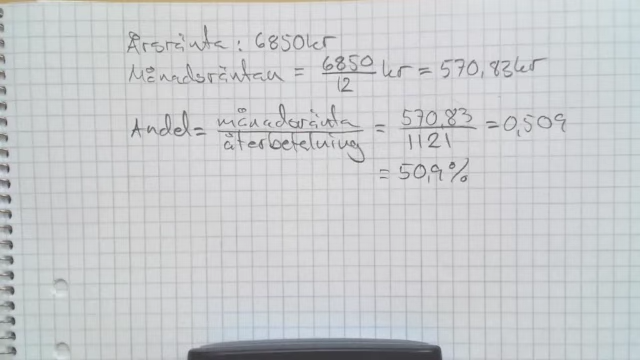 Årsränta: 6850kr
Månadsräntan = 6850/12 kr = 570,83kr
Andel = månadsränta/återbetalning = 570,83/1121 = 0,509
= 50,9%